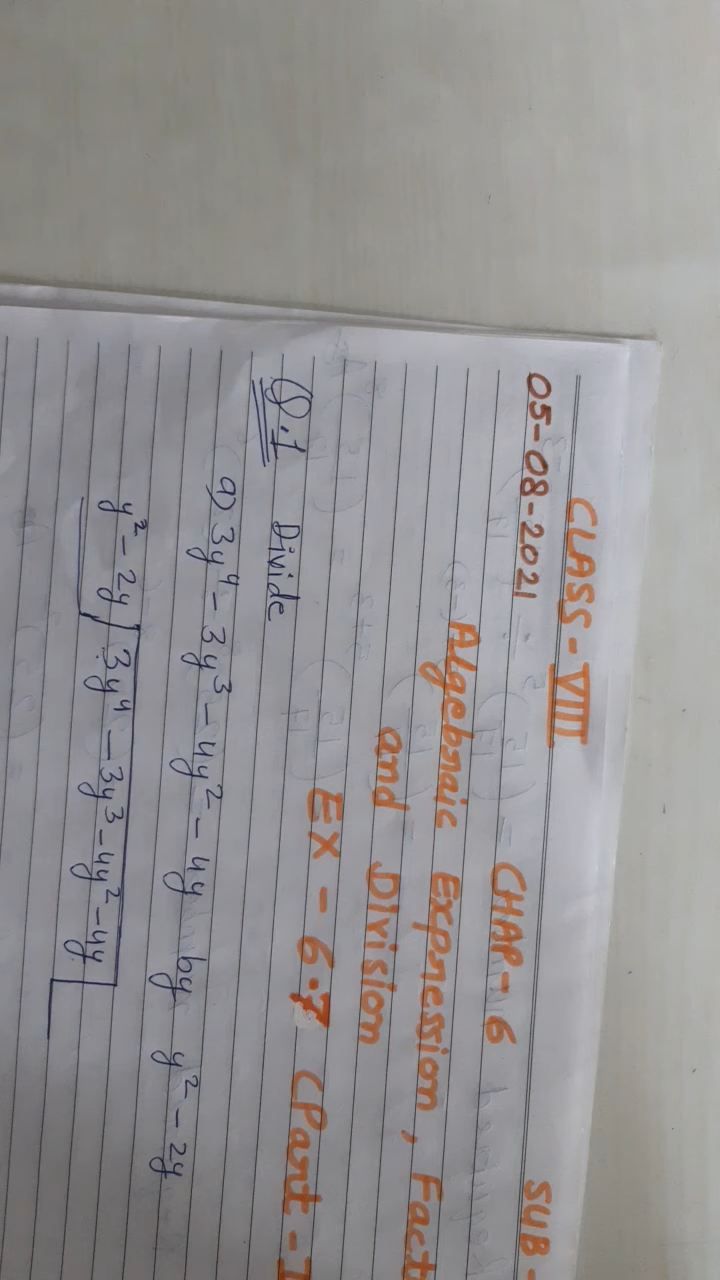 CLASS - VIII
05-08-2021 CHAP-6 SUB-
Algebraic Expression, Fact
and Division
EX - 6.7 (Part - I
Q.1 Divide
9) 3y⁴ - 3y³ - 4y² - 4y by y² - 2y
y² - 2y) 3y⁴ - 3y³ - 4y² - 4y